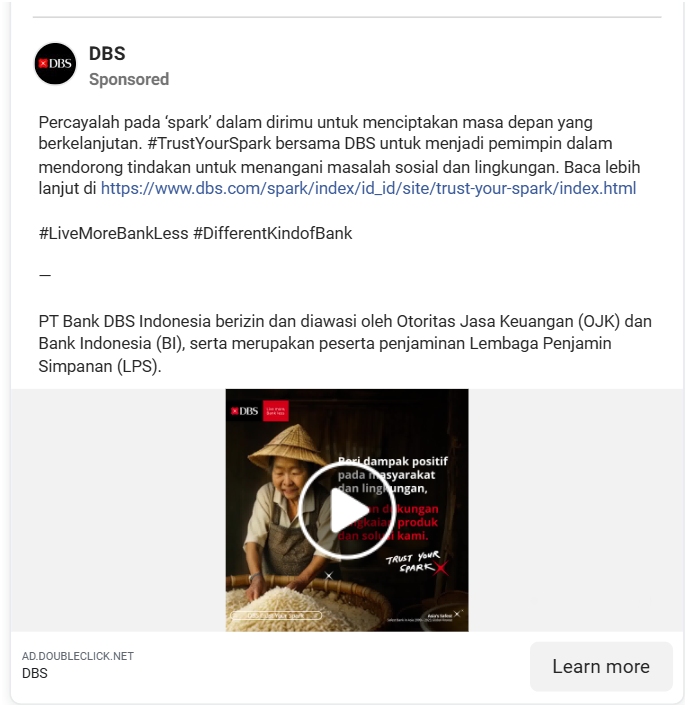 DBS
DBS
Sponsored
Percayalah pada ‘spark’ dalam dirimu untuk menciptakan masa depan yang
berkelanjutan. #TrustYourSpark bersama DBS untuk menjadi pemimpin dalam
mendorong tindakan untuk menangani masalah sosial dan lingkungan. Baca lebih
lanjut di https://www.dbs.com/spark/index/id_id/site/trust-your-spark/index.html
#LiveMoreBankLess #DifferentKindofBank
—
PT Bank DBS Indonesia berizin dan diawasi oleh Otoritas Jasa Keuangan (OJK) dan
Bank Indonesia (BI), serta merupakan peserta penjaminan Lembaga Penjamin
Simpanan (LPS).
DBS
Live more
Bank less
Beri dampak positif
pada masyarakat
dan lingkungan,
produk
kami.
TRUST YOUR
SPARK
AD.DOUBLECLICK.NET
DBS
Learn more